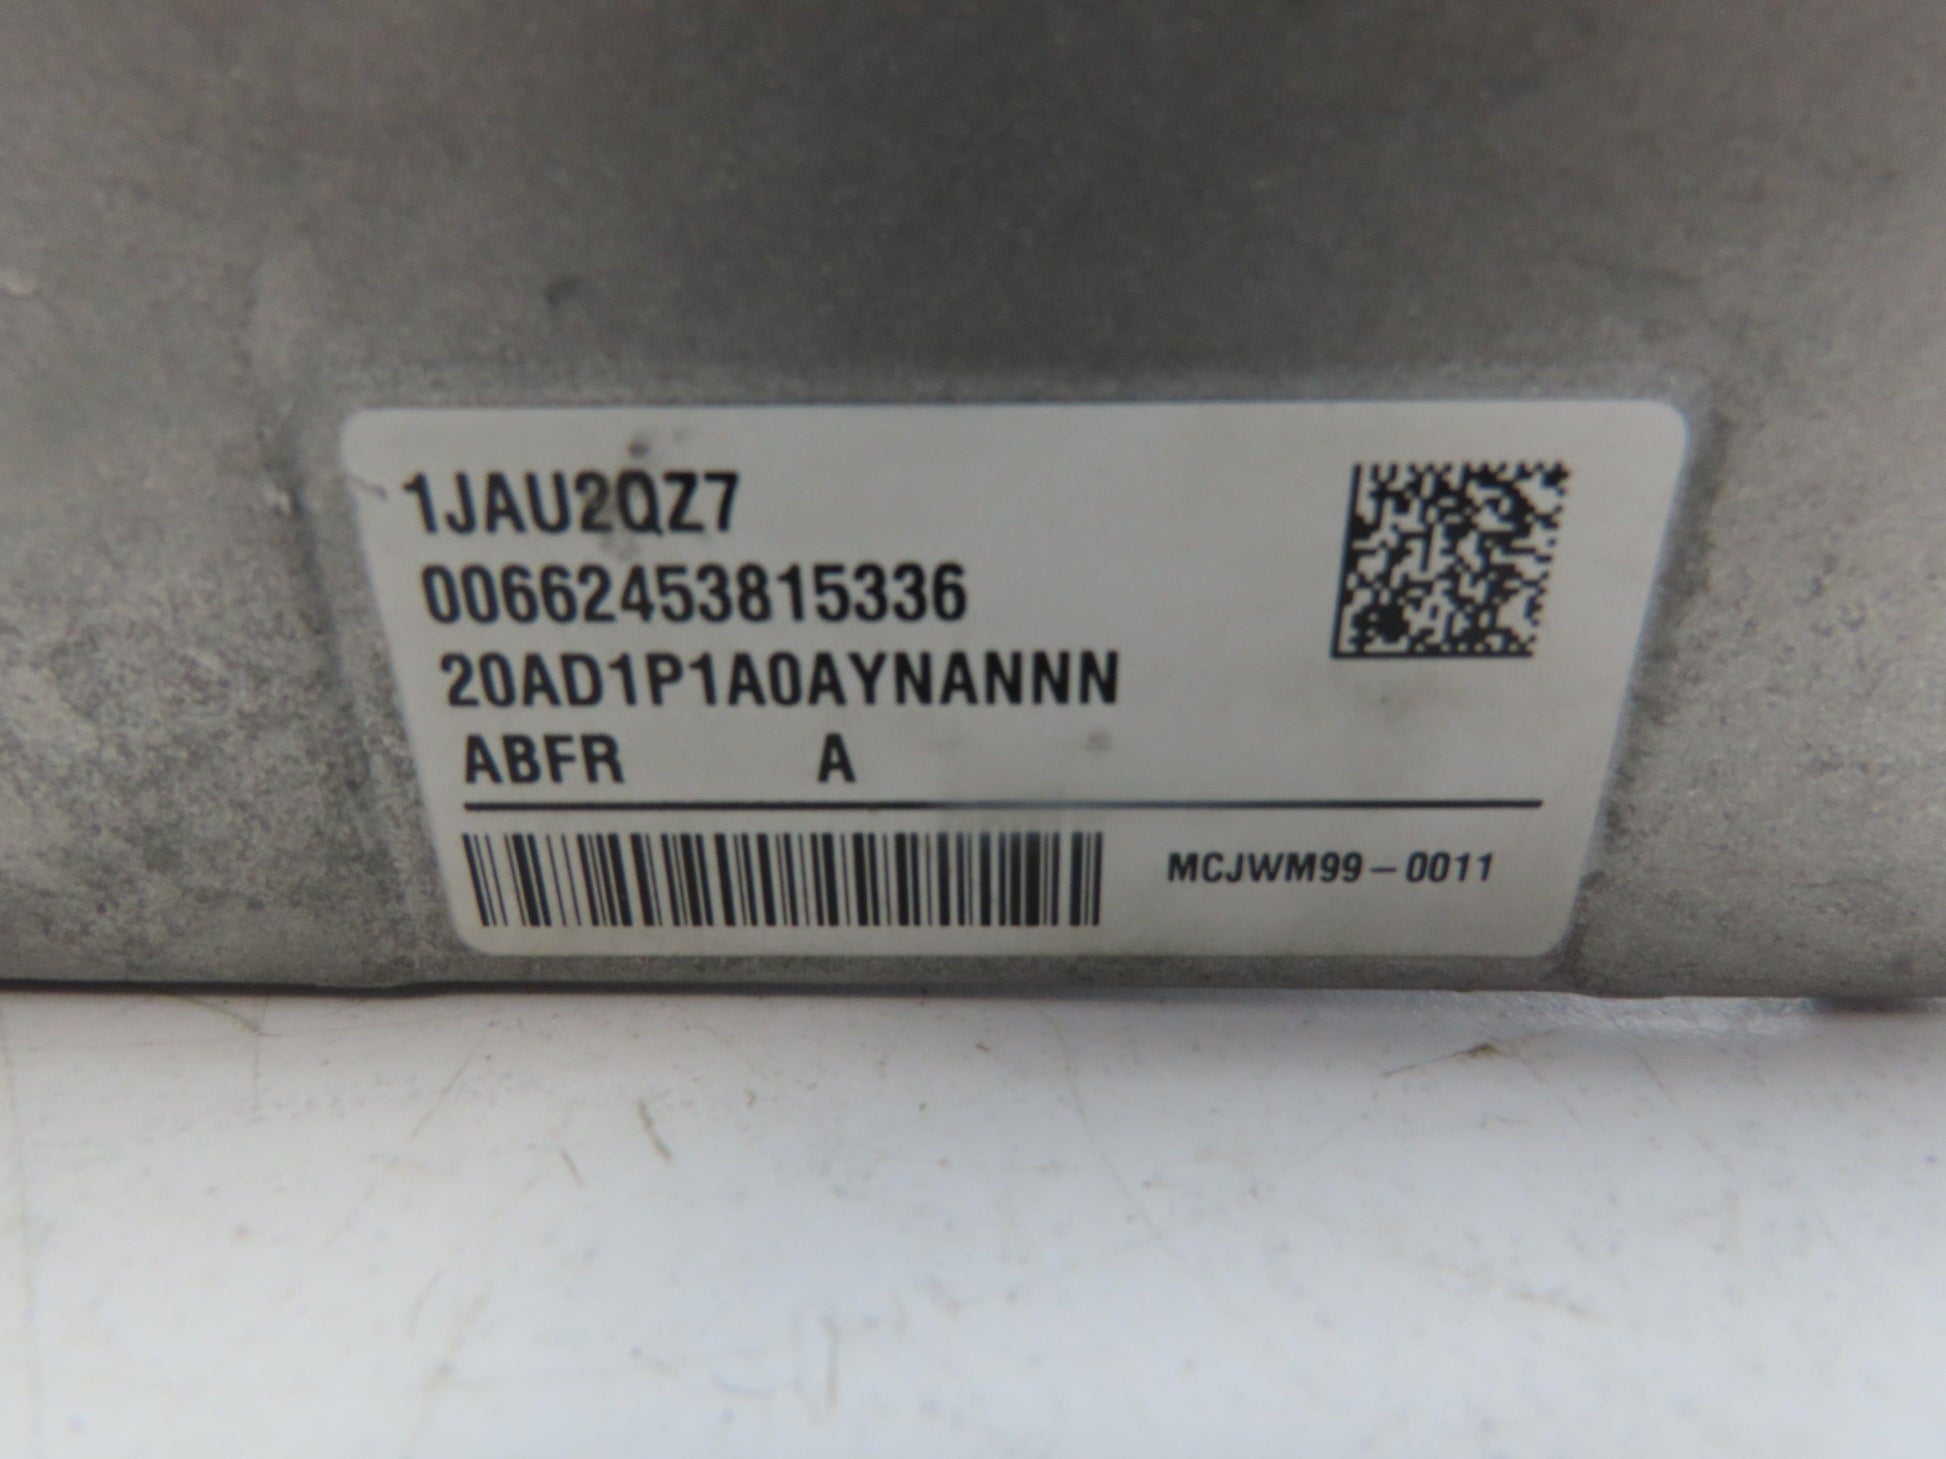 1JAU2QZ7
00662453815336
20AD1P1A0AYNANNN
ABFR A
MCJWM99-0011